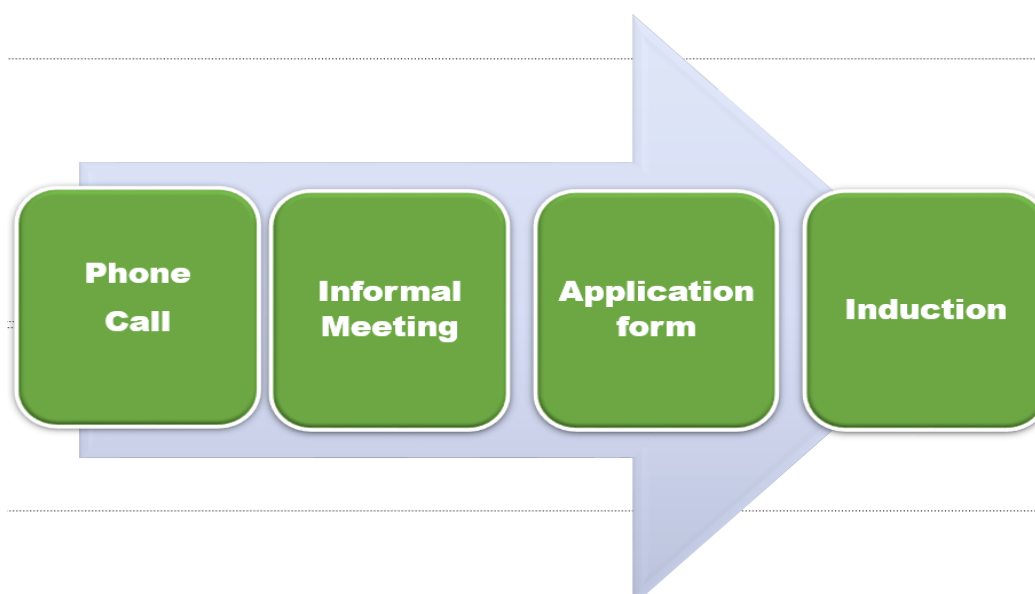 Phone
Call
Informal
Meeting
Application
form
Induction